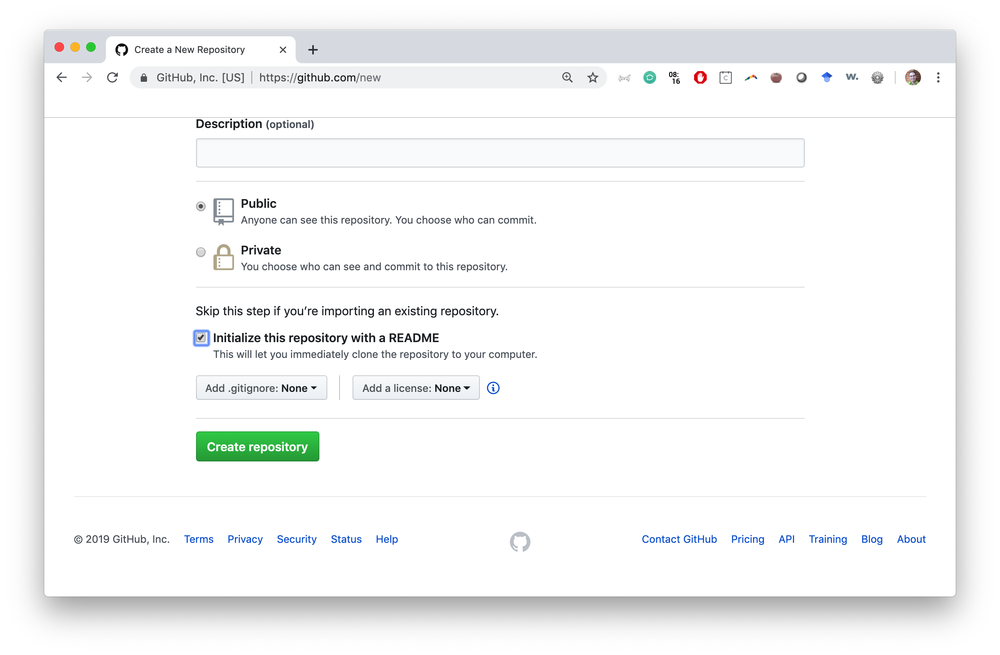 Create a New Repository
GitHub, Inc. [US] https://github.com/new
08:
16
C
w.
Description (optional)
Public
Anyone can see this repository. You choose who can commit.
Private
You choose who can see and commit to this repository.
Skip this step if you’re importing an existing repository.
Initialize this repository with a README
This will let you immediately clone the repository to your computer.
Add .gitignore: None
Add a license: None
Create repository
© 2019 GitHub, Inc. Terms Privacy Security Status Help
Contact GitHub Pricing API Training Blog About